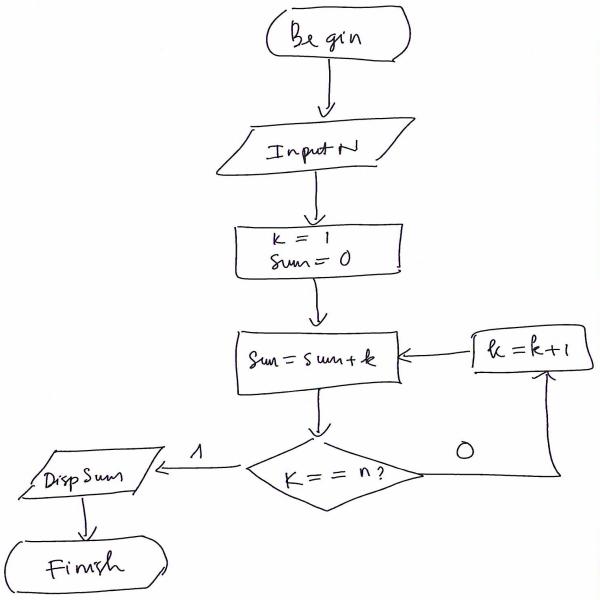 Begin
Input N
k = 1
Sum = 0
Sum = sum + k
k = k+1
1
0
K == n?
Disp Sum
Finish